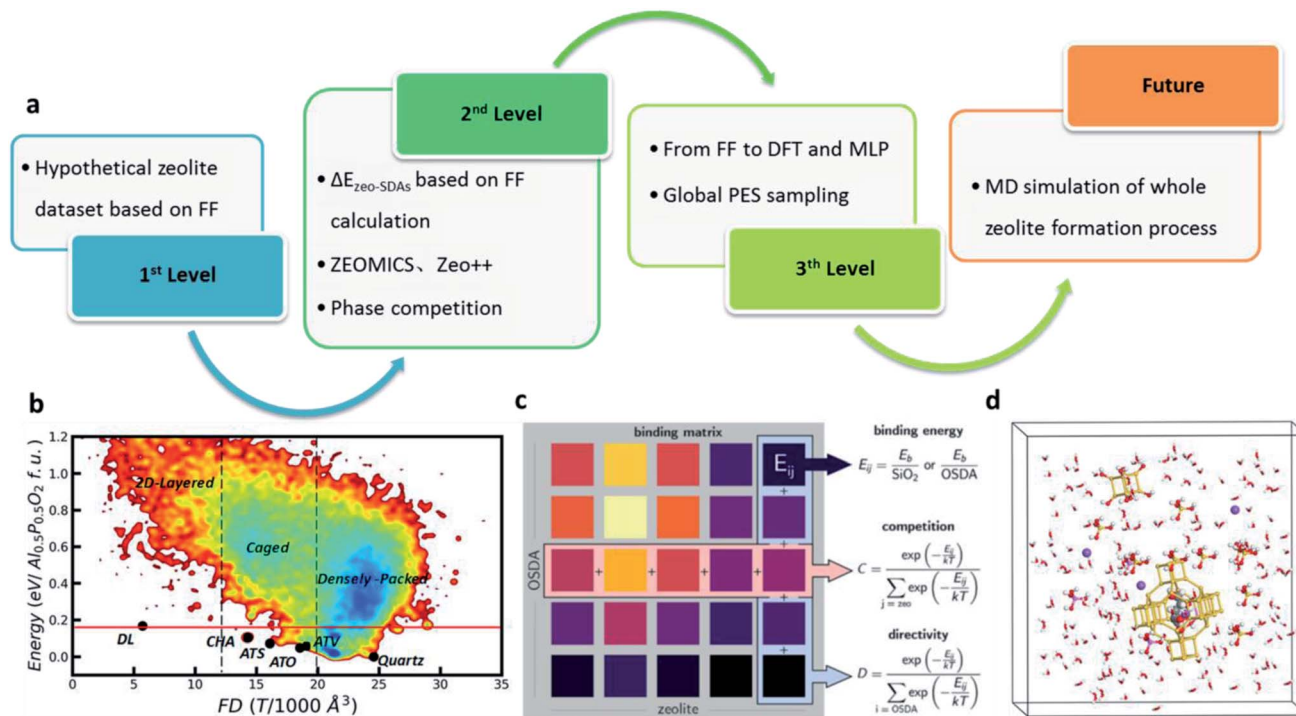 a
• Hypothetical zeolite
dataset based on FF
1st Level
2nd Level
• ΔEzeo-SDAs based on FF
calculation
• ZEOMICS、Zeo++
• Phase competition
• From FF to DFT and MLP
• Global PES sampling
3th Level
Future
• MD simulation of whole
zeolite formation process
b
Energy (eV/ Al0.5P0.5O2 f. u.)
1.2
1.0
0.8
0.6
0.4
0.2
0.0
2D-Layered
Caged
Densely-Packed
DL
CHA
ATS
ATO
ATV
Quartz
0 5 10 15 20 25 30 35
FD (T/1000 Å3)
c
binding matrix
OSDA
zeolite
Eij
+
+ + + +
+
+
+
binding energy
Eij = Eb/SiO2 or Eb/OSDA
competition
C = exp(−Eij/kT) / ∑j = zeo exp(−Eij/kT)
directivity
D = exp(−Eij/kT) / ∑i = OSDA exp(−Eij/kT)
d